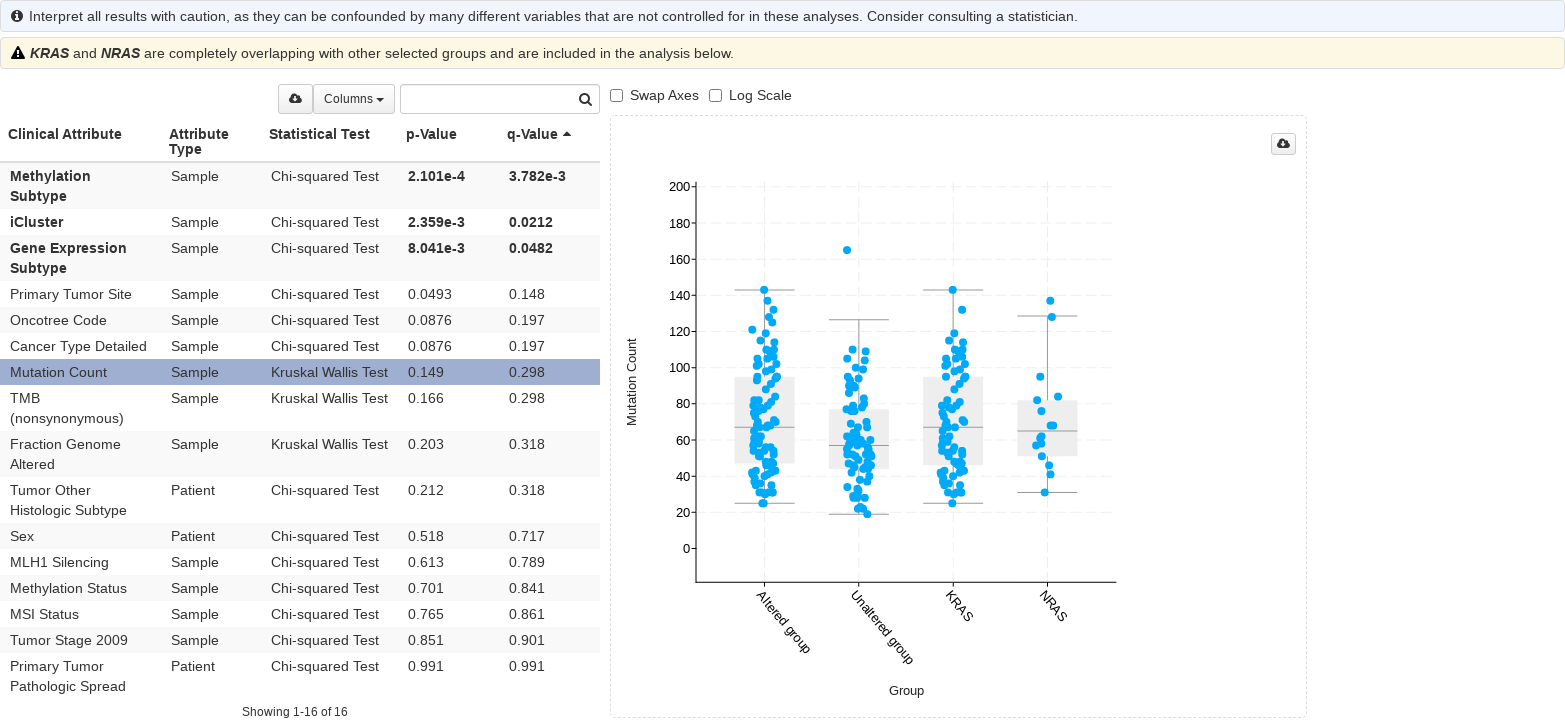 Interpret all results with caution, as they can be confounded by many different variables that are not controlled for in these analyses. Consider consulting a statistician.
KRAS and NRAS are completely overlapping with other selected groups and are included in the analysis below.
Columns
Clinical Attribute Attribute Type Statistical Test p-Value q-Value
Methylation Subtype Sample Chi-squared Test 2.101e-4 3.782e-3
iCluster Sample Chi-squared Test 2.359e-3 0.0212
Gene Expression Subtype Sample Chi-squared Test 8.041e-3 0.0482
Primary Tumor Site Sample Chi-squared Test 0.0493 0.148
Oncotree Code Sample Chi-squared Test 0.0876 0.197
Cancer Type Detailed Sample Chi-squared Test 0.0876 0.197
Mutation Count Sample Kruskal Wallis Test 0.149 0.298
TMB (nonsynonymous) Sample Kruskal Wallis Test 0.166 0.298
Fraction Genome Altered Sample Kruskal Wallis Test 0.203 0.318
Tumor Other Histologic Subtype Patient Chi-squared Test 0.212 0.318
Sex Patient Chi-squared Test 0.518 0.717
MLH1 Silencing Sample Chi-squared Test 0.613 0.789
Methylation Status Sample Chi-squared Test 0.701 0.841
MSI Status Sample Chi-squared Test 0.765 0.861
Tumor Stage 2009 Sample Chi-squared Test 0.851 0.901
Primary Tumor Pathologic Spread Patient Chi-squared Test 0.991 0.991
Showing 1-16 of 16
Swap Axes Log Scale
200
180
160
140
120
100
80
60
40
20
0
Mutation Count
Altered group
Unaltered group
KRAS
NRAS
Group